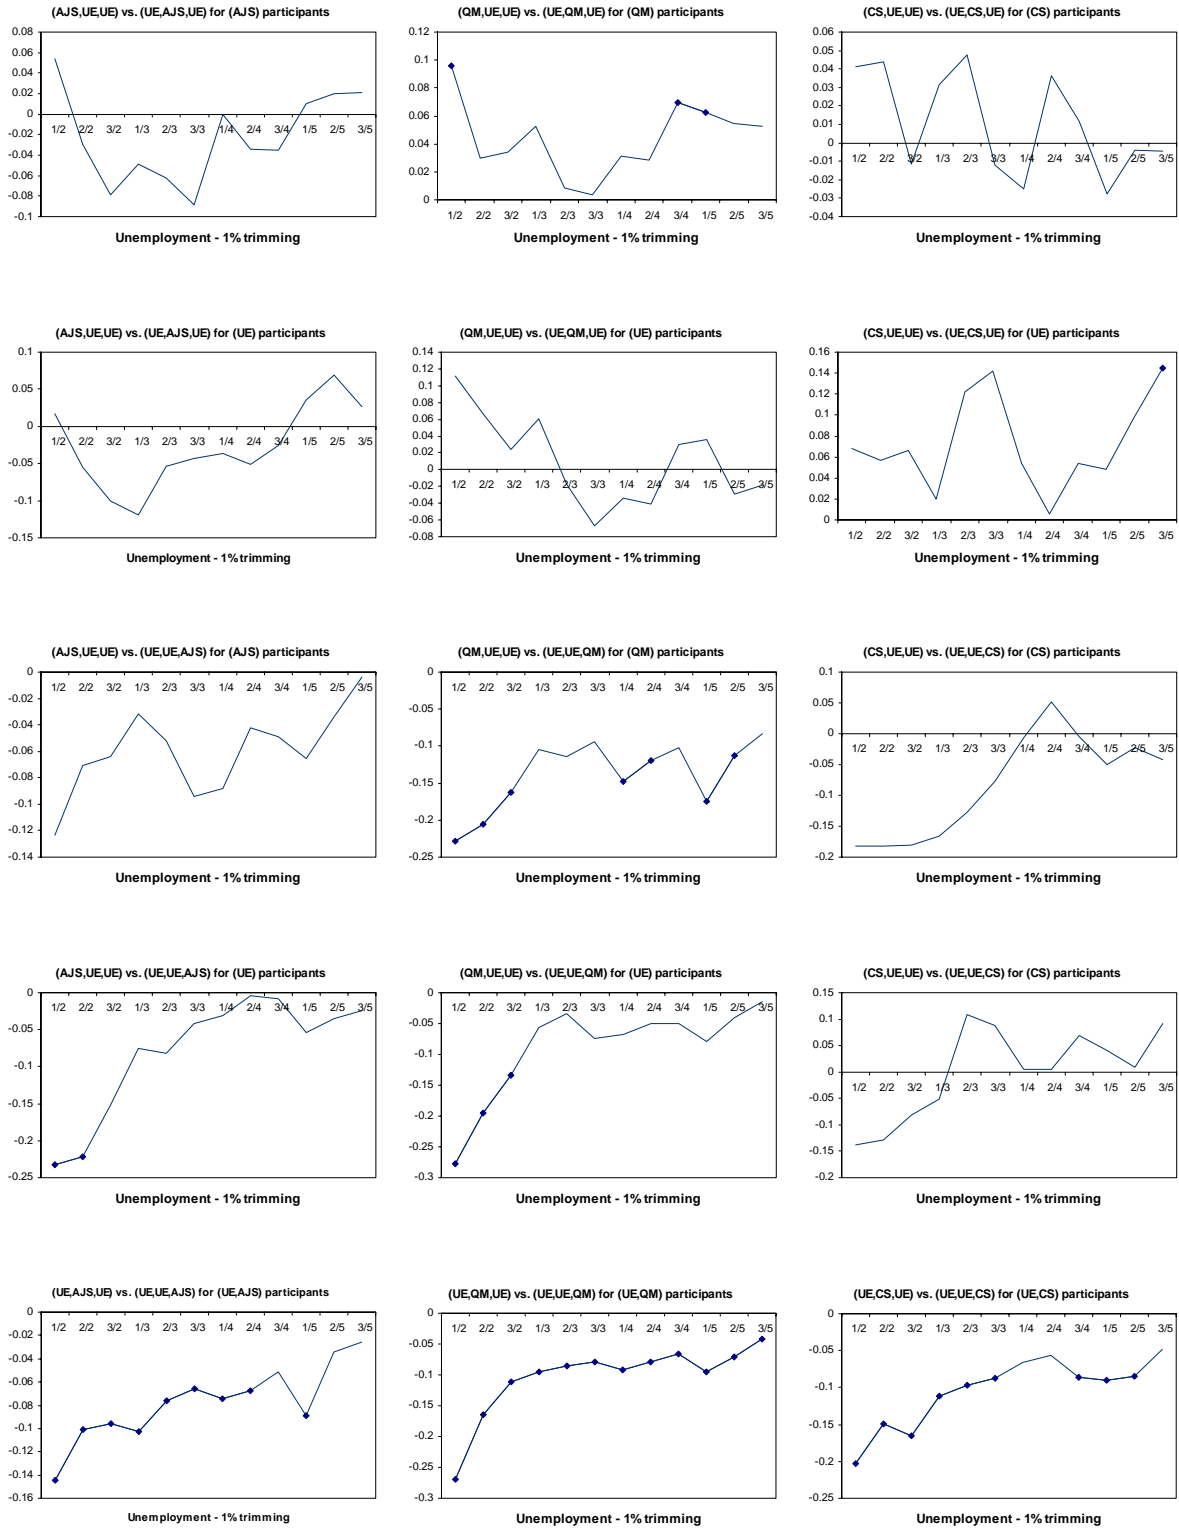 (AJS,UE,UE) vs. (UE,AJS,UE) for (AJS) participants
0.08
0.06
0.04
0.02
0
-0.02
-0.04
-0.06
-0.08
-0.1
1/2 2/2 3/2 1/3 2/3 3/3 1/4 2/4 3/4 1/5 2/5 3/5
Unemployment - 1% trimming
(QM,UE,UE) vs. (UE,QM,UE) for (QM) participants
0.12
0.1
0.08
0.06
0.04
0.02
0
1/2 2/2 3/2 1/3 2/3 3/3 1/4 2/4 3/4 1/5 2/5 3/5
Unemployment - 1% trimming
(CS,UE,UE) vs. (UE,CS,UE) for (CS) participants
0.06
0.05
0.04
0.03
0.02
0.01
0
-0.01
-0.02
-0.03
-0.04
1/2 2/2 3/2 1/3 2/3 3/3 1/4 2/4 3/4 1/5 2/5 3/5
Unemployment - 1% trimming
(AJS,UE,UE) vs. (UE,AJS,UE) for (UE) participants
0.1
0.05
0
-0.05
-0.1
-0.15
1/2 2/2 3/2 1/3 2/3 3/3 1/4 2/4 3/4 1/5 2/5 3/5
Unemployment - 1% trimming
(QM,UE,UE) vs. (UE,QM,UE) for (UE) participants
0.14
0.12
0.1
0.08
0.06
0.04
0.02
0
-0.02
-0.04
-0.06
-0.08
1/2 2/2 3/2 1/3 2/3 3/3 1/4 2/4 3/4 1/5 2/5 3/5
Unemployment - 1% trimming
(CS,UE,UE) vs. (UE,CS,UE) for (UE) participants
0.16
0.14
0.12
0.1
0.08
0.06
0.04
0.02
0
1/2 2/2 3/2 1/3 2/3 3/3 1/4 2/4 3/4 1/5 2/5 3/5
Unemployment - 1% trimming
(AJS,UE,UE) vs. (UE,UE,AJS) for (AJS) participants
0
-0.02
-0.04
-0.06
-0.08
-0.1
-0.12
-0.14
1/2 2/2 3/2 1/3 2/3 3/3 1/4 2/4 3/4 1/5 2/5 3/5
Unemployment - 1% trimming
(QM,UE,UE) vs. (UE,UE,QM) for (QM) participants
0
-0.05
-0.1
-0.15
-0.2
-0.25
1/2 2/2 3/2 1/3 2/3 3/3 1/4 2/4 3/4 1/5 2/5 3/5
Unemployment - 1% trimming
(CS,UE,UE) vs. (UE,UE,CS) for (CS) participants
0.1
0.05
0
-0.05
-0.1
-0.15
-0.2
1/2 2/2 3/2 1/3 2/3 3/3 1/4 2/4 3/4 1/5 2/5 3/5
Unemployment - 1% trimming
(AJS,UE,UE) vs. (UE,UE,AJS) for (UE) participants
0
-0.05
-0.1
-0.15
-0.2
-0.25
1/2 2/2 3/2 1/3 2/3 3/3 1/4 2/4 3/4 1/5 2/5 3/5
Unemployment - 1% trimming
(QM,UE,UE) vs. (UE,UE,QM) for (UE) participants
0
-0.05
-0.1
-0.15
-0.2
-0.25
-0.3
1/2 2/2 3/2 1/3 2/3 3/3 1/4 2/4 3/4 1/5 2/5 3/5
Unemployment - 1% trimming
(CS,UE,UE) vs. (UE,UE,CS) for (CS) participants
0.15
0.1
0.05
0
-0.05
-0.1
-0.15
-0.2
1/2 2/2 3/2 1/3 2/3 3/3 1/4 2/4 3/4 1/5 2/5 3/5
Unemployment - 1% trimming
(UE,AJS,UE) vs. (UE,UE,AJS) for (UE,AJS) participants
0
-0.02
-0.04
-0.06
-0.08
-0.1
-0.12
-0.14
-0.16
1/2 2/2 3/2 1/3 2/3 3/3 1/4 2/4 3/4 1/5 2/5 3/5
Unemployment - 1% trimming
(UE,QM,UE) vs. (UE,UE,QM) for (UE,QM) participants
0
-0.05
-0.1
-0.15
-0.2
-0.25
-0.3
1/2 2/2 3/2 1/3 2/3 3/3 1/4 2/4 3/4 1/5 2/5 3/5
Unemployment - 1% trimming
(UE,CS,UE) vs. (UE,UE,CS) for (UE,CS) participants
0
-0.05
-0.1
-0.15
-0.2
-0.25
1/2 2/2 3/2 1/3 2/3 3/3 1/4 2/4 3/4 1/5 2/5 3/5
Unemployment - 1% trimming